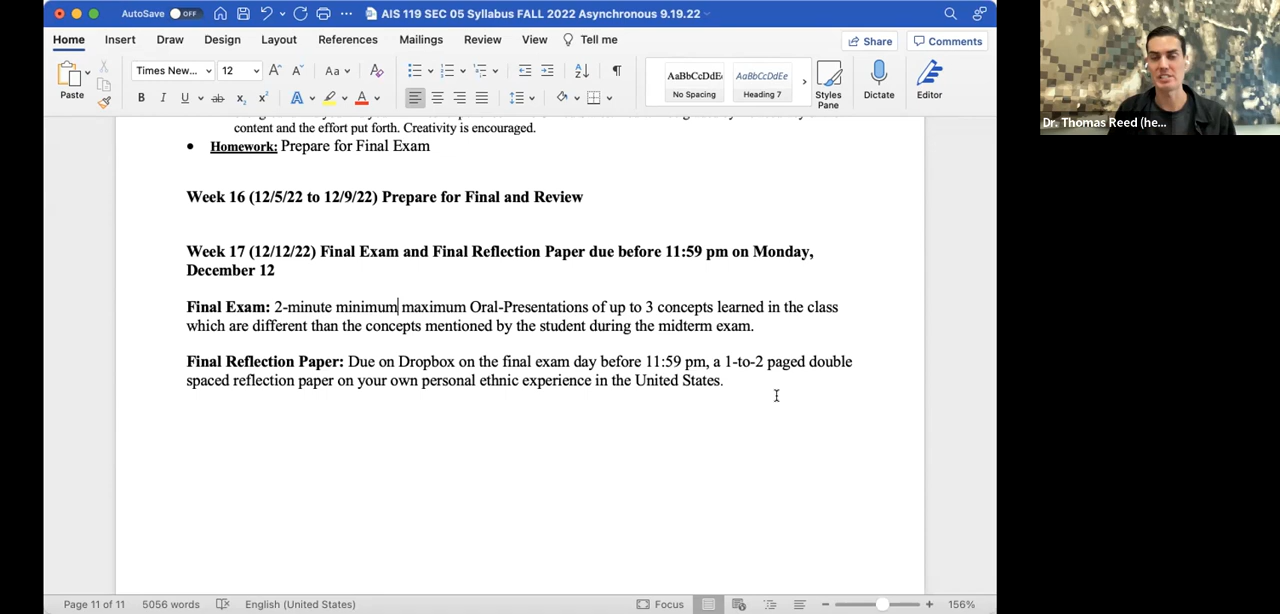 AutoSave OFF AIS 119 SEC 05 Syllabus FALL 2022 Asynchronous 9.19.22
Home Insert Draw Design Layout References Mailings Review View Tell me Share Comments
Paste Times New... 12 Aa AaBbCcDdE AaBbCcDdEe No Spacing Heading 7 Styles Pane Dictate Editor
content and the effort put forth. Creativity is encouraged.
• Homework: Prepare for Final Exam
Week 16 (12/5/22 to 12/9/22) Prepare for Final and Review
Week 17 (12/12/22) Final Exam and Final Reflection Paper due before 11:59 pm on Monday,
December 12
Final Exam: 2-minute minimum maximum Oral-Presentations of up to 3 concepts learned in the class
which are different than the concepts mentioned by the student during the midterm exam.
Final Reflection Paper: Due on Dropbox on the final exam day before 11:59 pm, a 1-to-2 paged double
spaced reflection paper on your own personal ethnic experience in the United States.
Page 11 of 11 5056 words English (United States) Focus 156%
Dr. Thomas Reed (he...